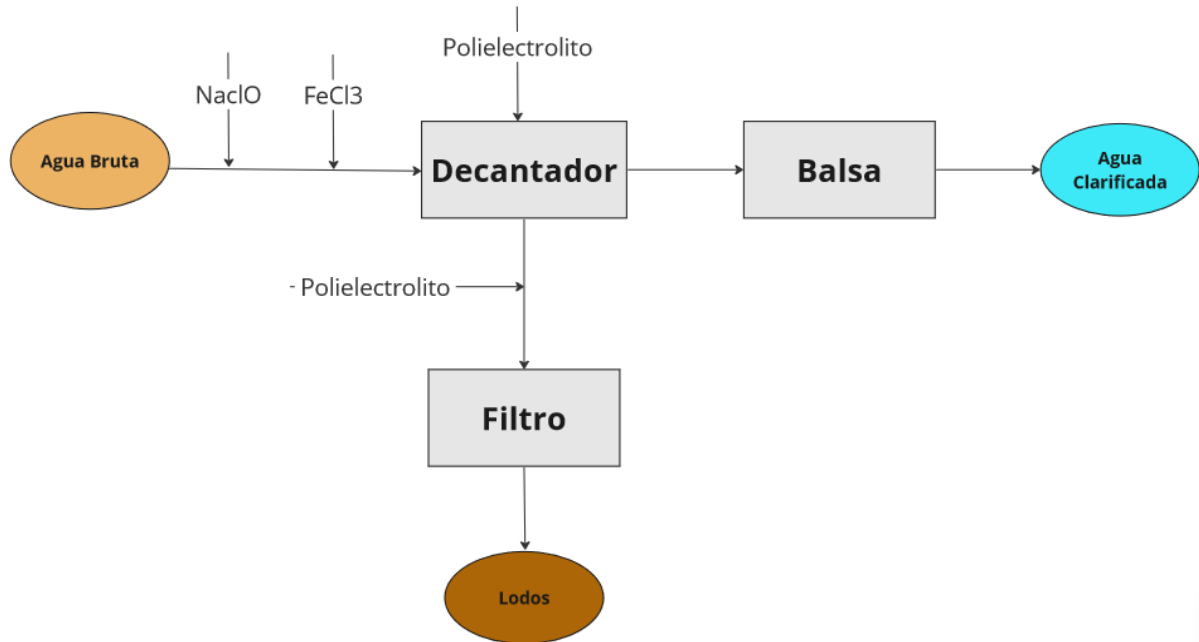 Polielectrolito
NaclO
FeCl3
Agua Bruta
Decantador
Balsa
Agua
Clarificada
- Polielectrolito
Filtro
Lodos